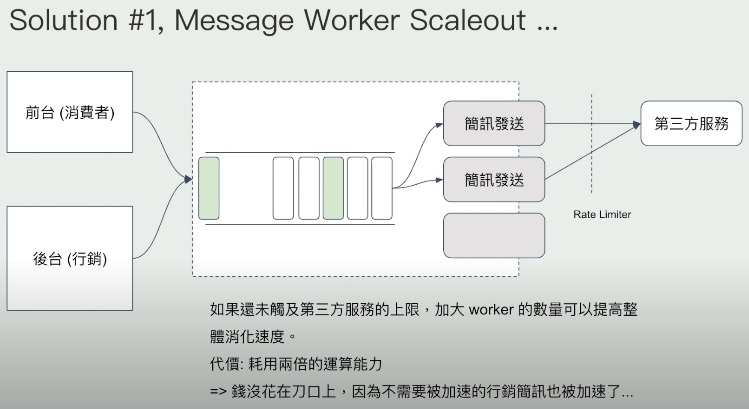 Solution #1, Message Worker Scaleout ...
前台 (消費者)
簡訊發送
第三方服務
簡訊發送
Rate Limiter
後台 (行銷)
如果還未觸及第三方服務的上限，加大 worker 的數量可以提高整
體消化速度。
代價: 耗用兩倍的運算能力
=> 錢沒花在刀口上，因為不需要被加速的行銷簡訊也被加速了...